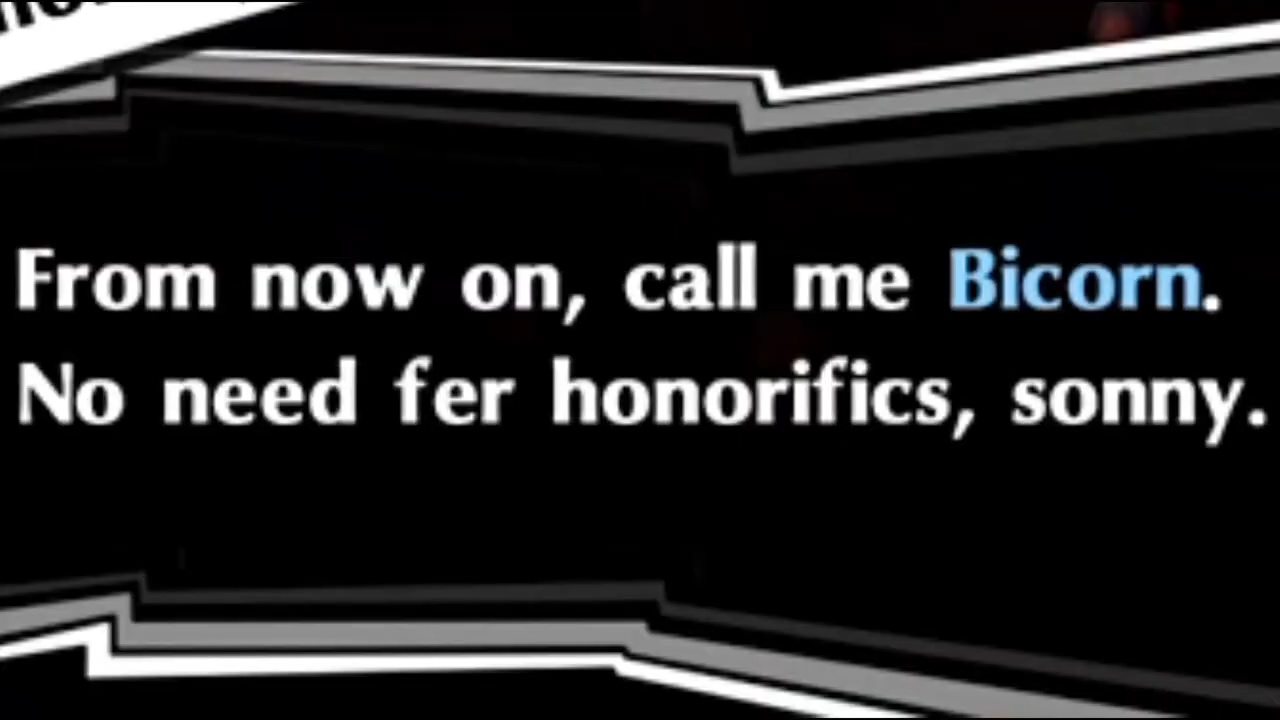 From now on, call me Bicorn.
No need fer honorifics, sonny.